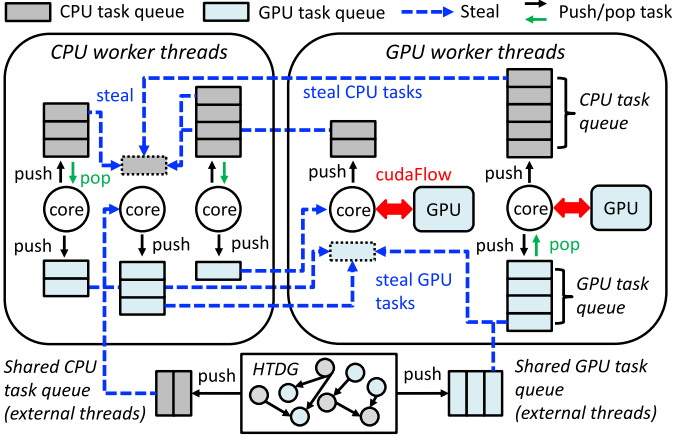 CPU task queue
GPU task queue
Steal
Push/pop task
CPU worker threads
GPU worker threads
steal
steal CPU tasks
CPU task
queue
push
pop
push
push
cudaFlow
push
core
core
core
core
GPU
core
GPU
push
push
push
push
pop
steal GPU
tasks
GPU task
queue
Shared CPU
task queue
(external threads)
push
HTDG
push
Shared GPU task
queue
(external threads)